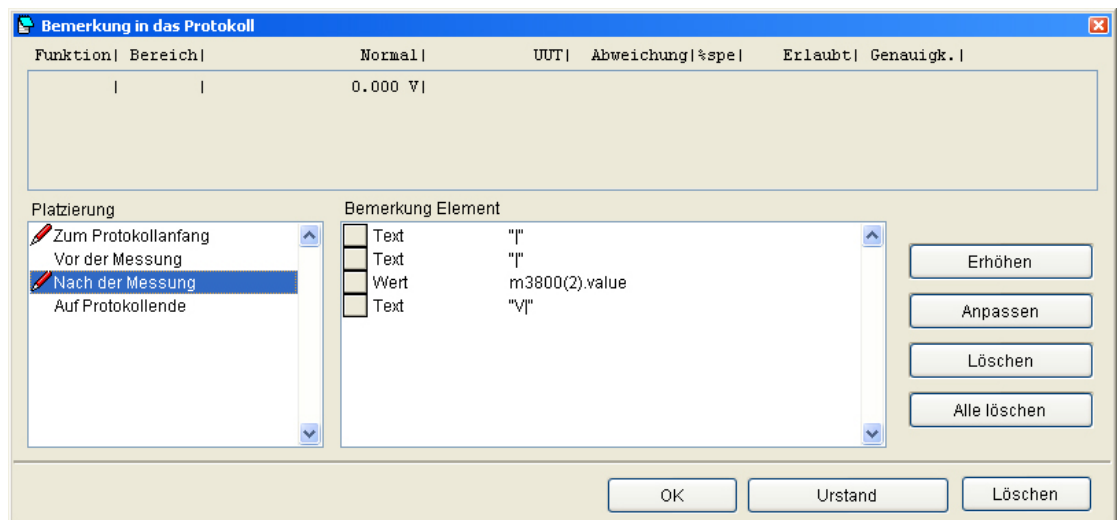 Bemerkung in das Protokoll
Funktion| Bereich| Normal| UUT| Abweichung|%spe| Erlaubt| Genauigk.|
| | 0.000 V|
Platzierung
Zum Protokollanfang
Vor der Messung
Nach der Messung
Auf Protokollende
Bemerkung Element
Text "|"
Text "|"
Wert m3800(2).value
Text "V|"
Erhöhen
Anpassen
Löschen
Alle löschen
OK Urstand Löschen